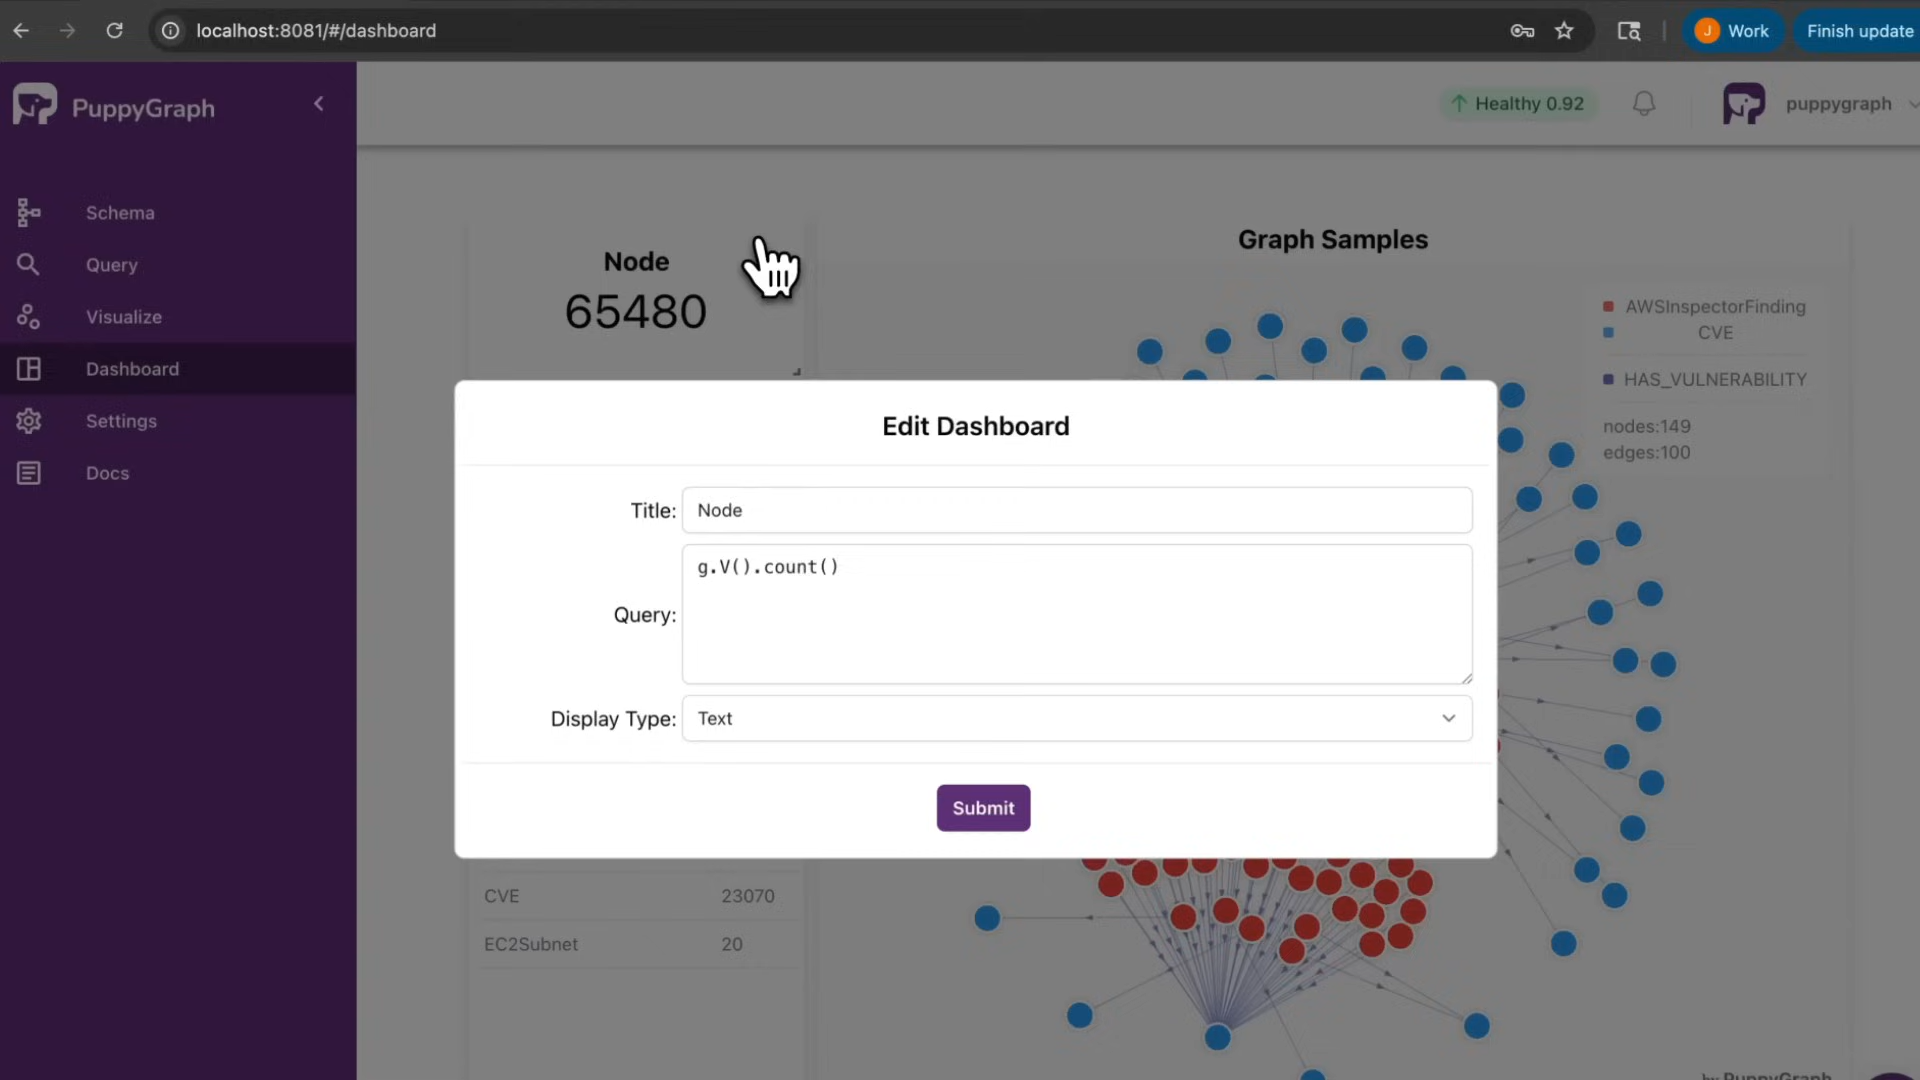 localhost:8081/#/dashboard
J
Work
Finish update
PuppyGraph
Healthy 0.92
puppygraph
Schema
Query
Visualize
Dashboard
Settings
Docs
Node
65480
Graph Samples
AWSInspectorFinding
CVE
HAS_VULNERABILITY
nodes:149
edges:100
Edit Dashboard
Title:
Node
Query:
g.V().count()
Display Type:
Text
Submit
CVE 23070
EC2Subnet 20
by PuppyGraph